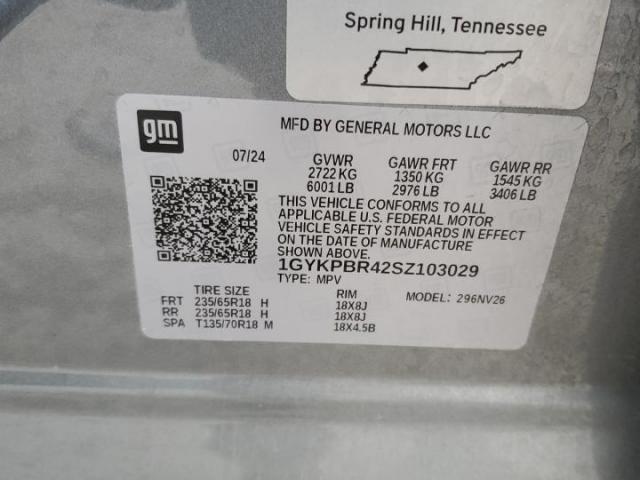 Spring Hill, Tennessee
gm
MFD BY GENERAL MOTORS LLC
07/24 GVWR GAWR FRT GAWR RR
2722 KG 1350 KG 1545 KG
6001 LB 2976 LB 3406 LB
THIS VEHICLE CONFORMS TO ALL
APPLICABLE U.S. FEDERAL MOTOR
VEHICLE SAFETY STANDARDS IN EFFECT
ON THE DATE OF MANUFACTURE
SHOWN ABOVE.
1GYKPBR42SZ103029
TYPE: MPV
TIRE SIZE RIM MODEL: 296NV26
FRT 235/65R18 H 18X8J
RR 235/65R18 H 18X8J
SPA T135/70R18 M 18X4.5B